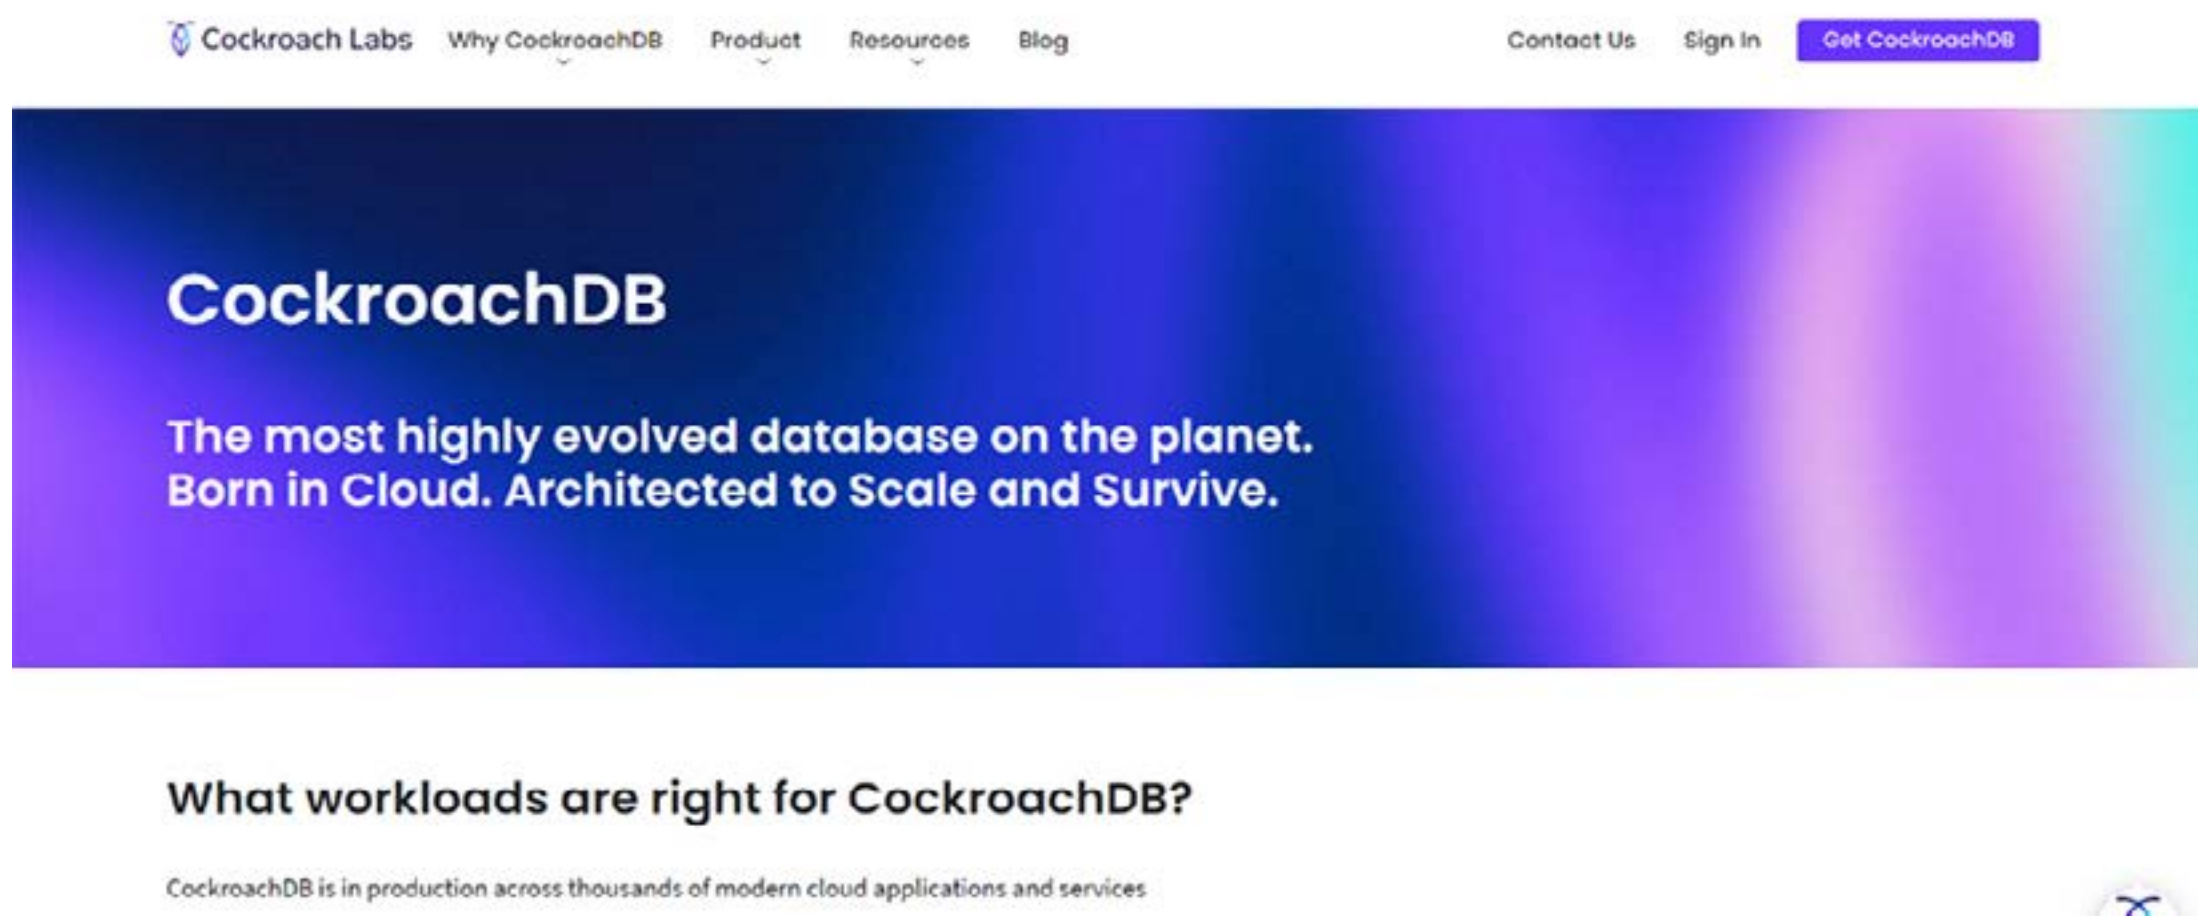 Cockroach Labs Why CockroachDB Product Resources Blog Contact Us Sign In Get CockroachDB
CockroachDB
The most highly evolved database on the planet.
Born in Cloud. Architected to Scale and Survive.
What workloads are right for CockroachDB?
CockroachDB is in production across thousands of modern cloud applications and services